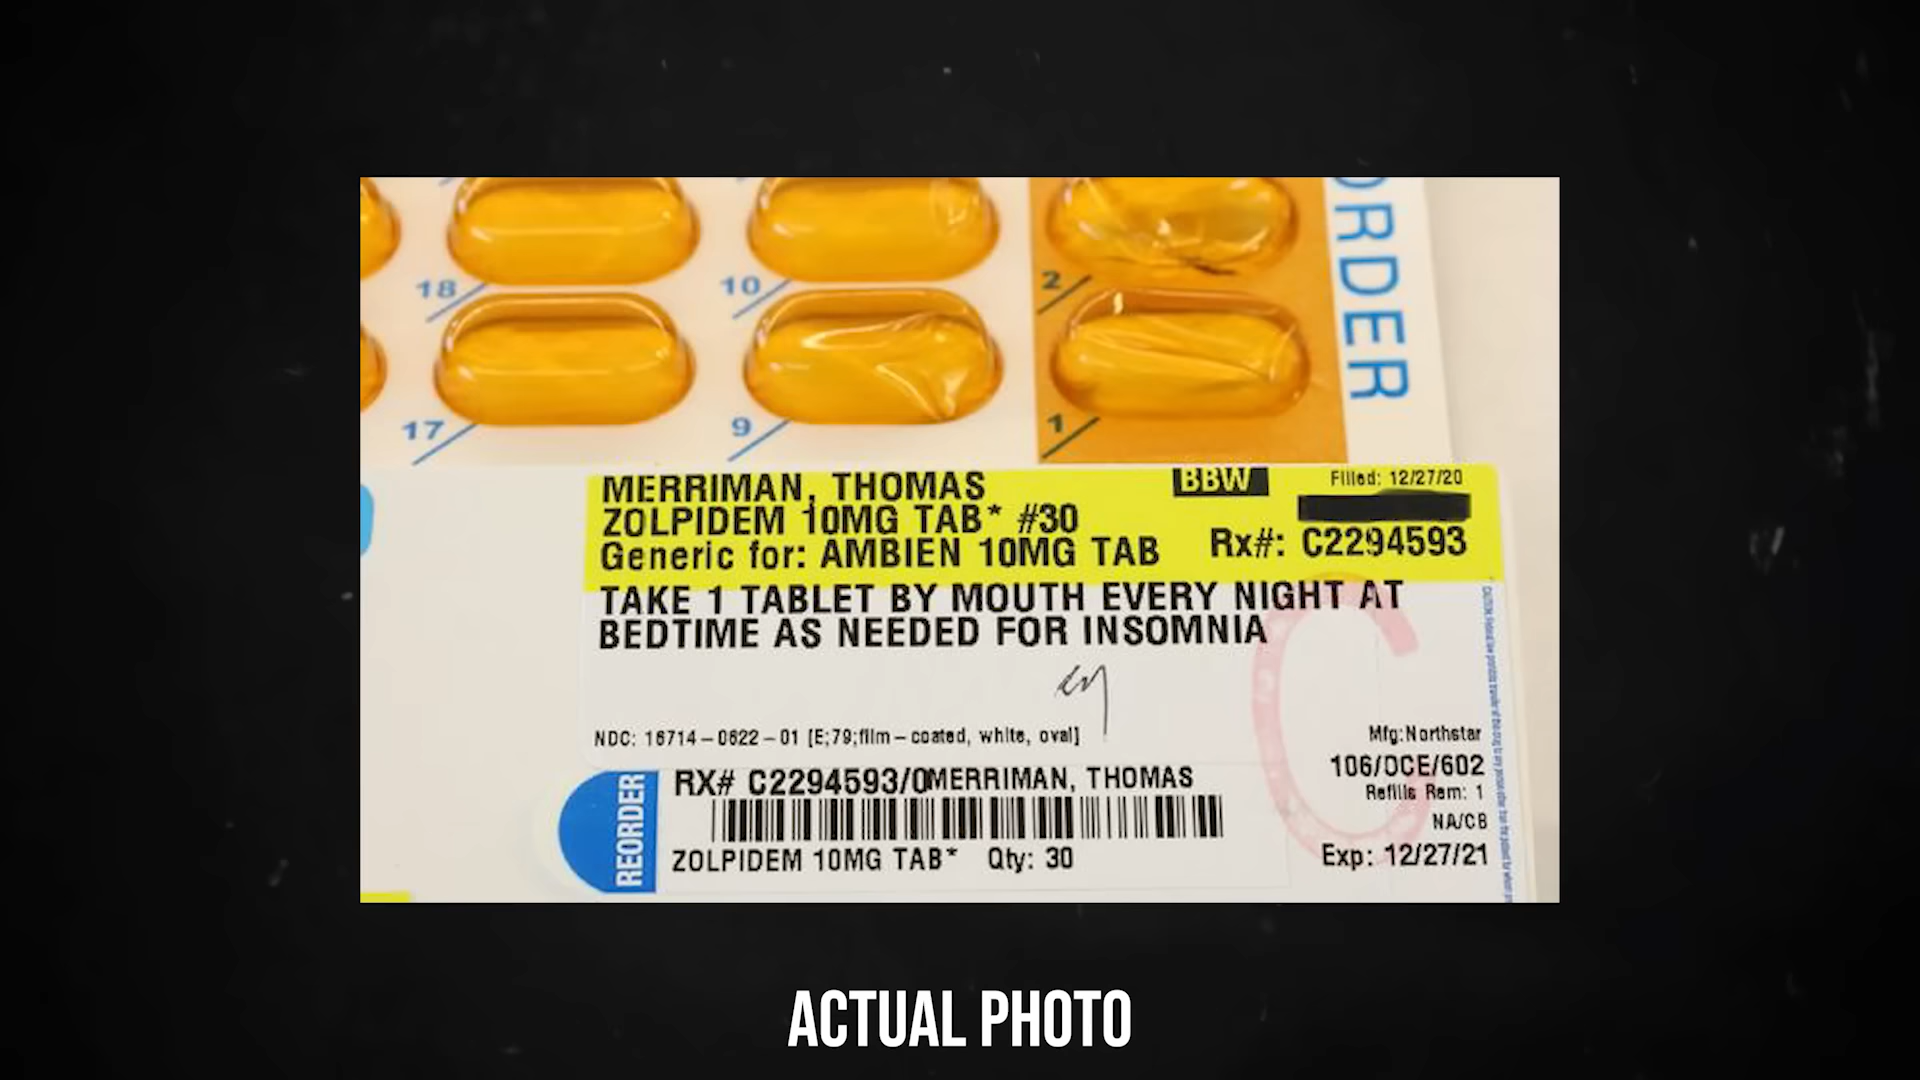 ORDER
18
10
2
17
9
1
MERRIMAN, THOMAS
BBW
Filled: 12/27/20
ZOLPIDEM 10MG TAB* #30
Generic for: AMBIEN 10MG TAB
Rx#: C2294593
TAKE 1 TABLET BY MOUTH EVERY NIGHT AT
BEDTIME AS NEEDED FOR INSOMNIA
C
NDC: 16714-0622-01 [E;79;film-coated, white, oval]
Mfg:Northstar
REORDER
RX# C2294593/0MERRIMAN, THOMAS
106/DCE/602
Refills Rem: 1
NA/CB
ZOLPIDEM 10MG TAB* Qty: 30
Exp: 12/27/21
ACTUAL PHOTO